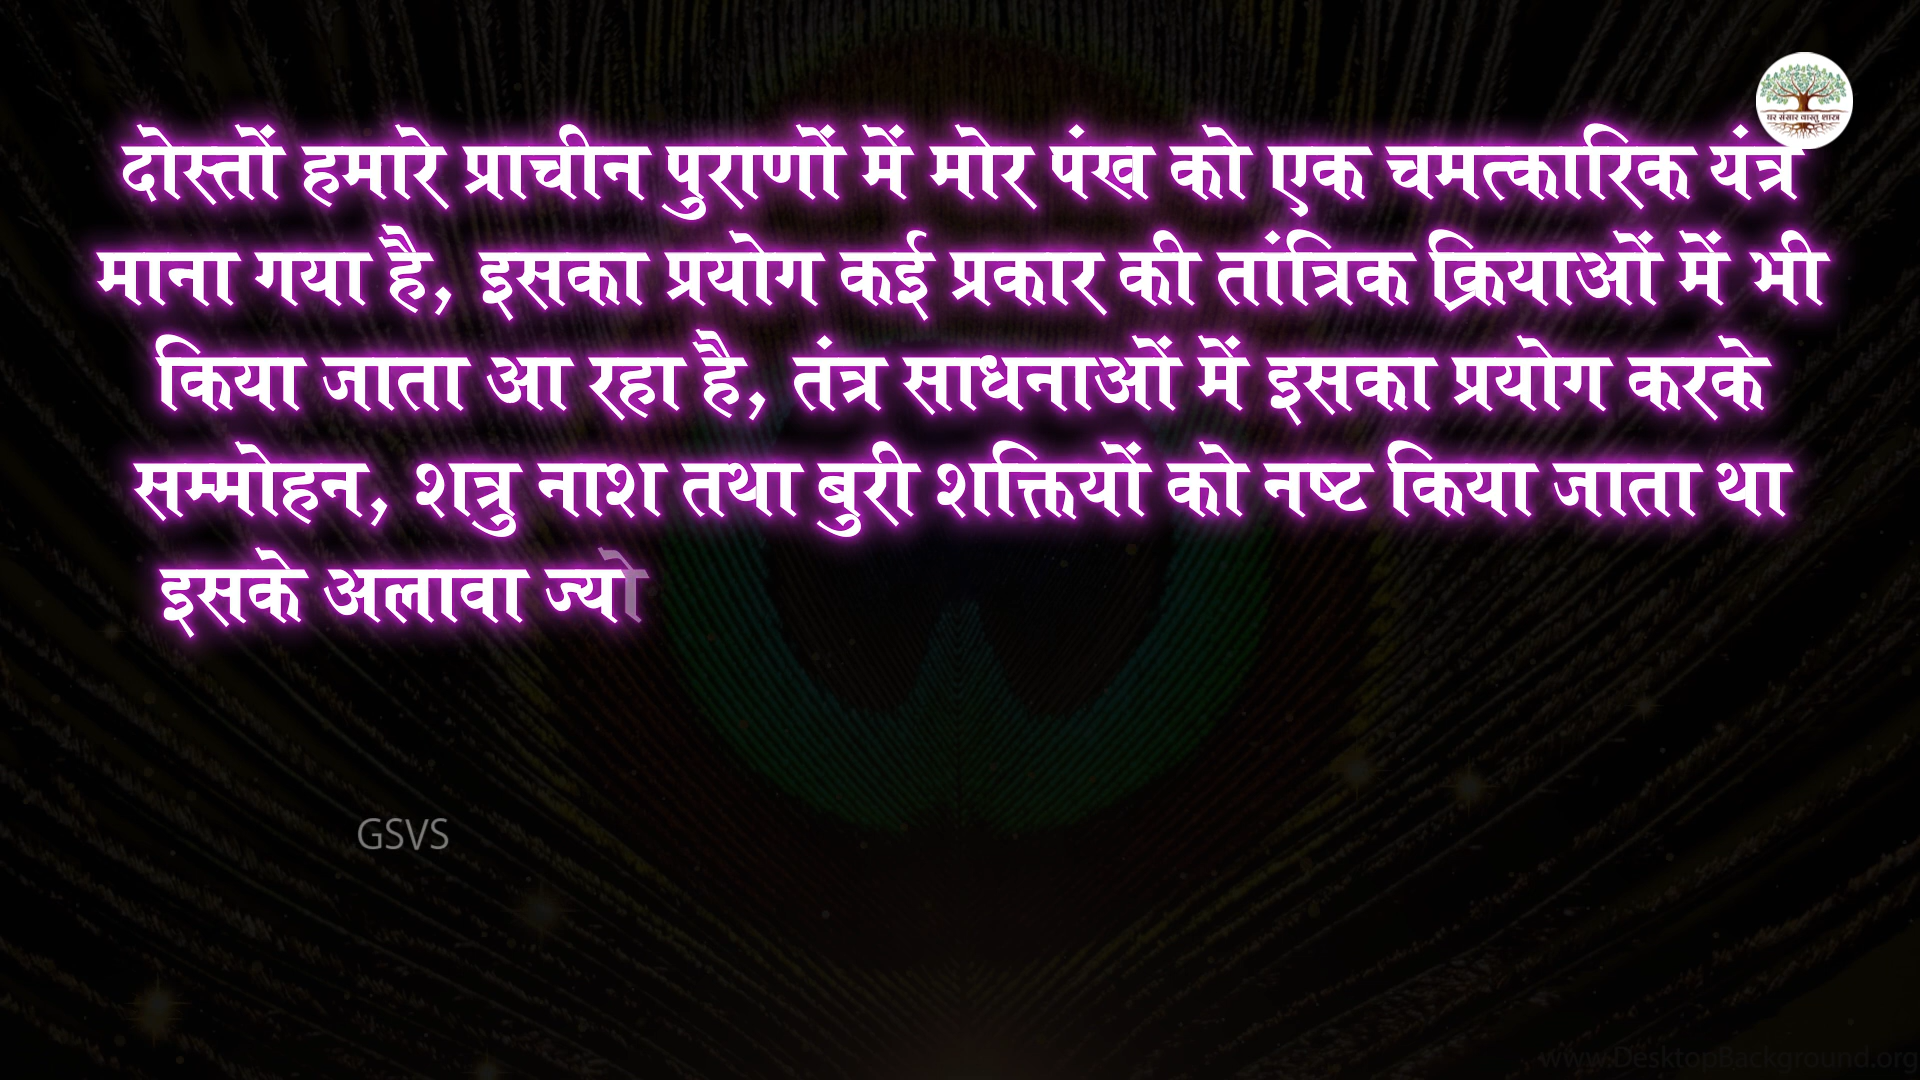 घर संसार वास्तु शास्त्र
दोस्तों हमारे प्राचीन पुराणों में मोर पंख को एक चमत्कारिक यंत्र
माना गया है, इसका प्रयोग कई प्रकार की तांत्रिक क्रियाओं में भी
किया जाता आ रहा है, तंत्र साधनाओं में इसका प्रयोग करके
सम्मोहन, शत्रु नाश तथा बुरी शक्तियों को नष्ट किया जाता था
इसके अलावा ज्यो
GSVS
www.DesktopBackground.org